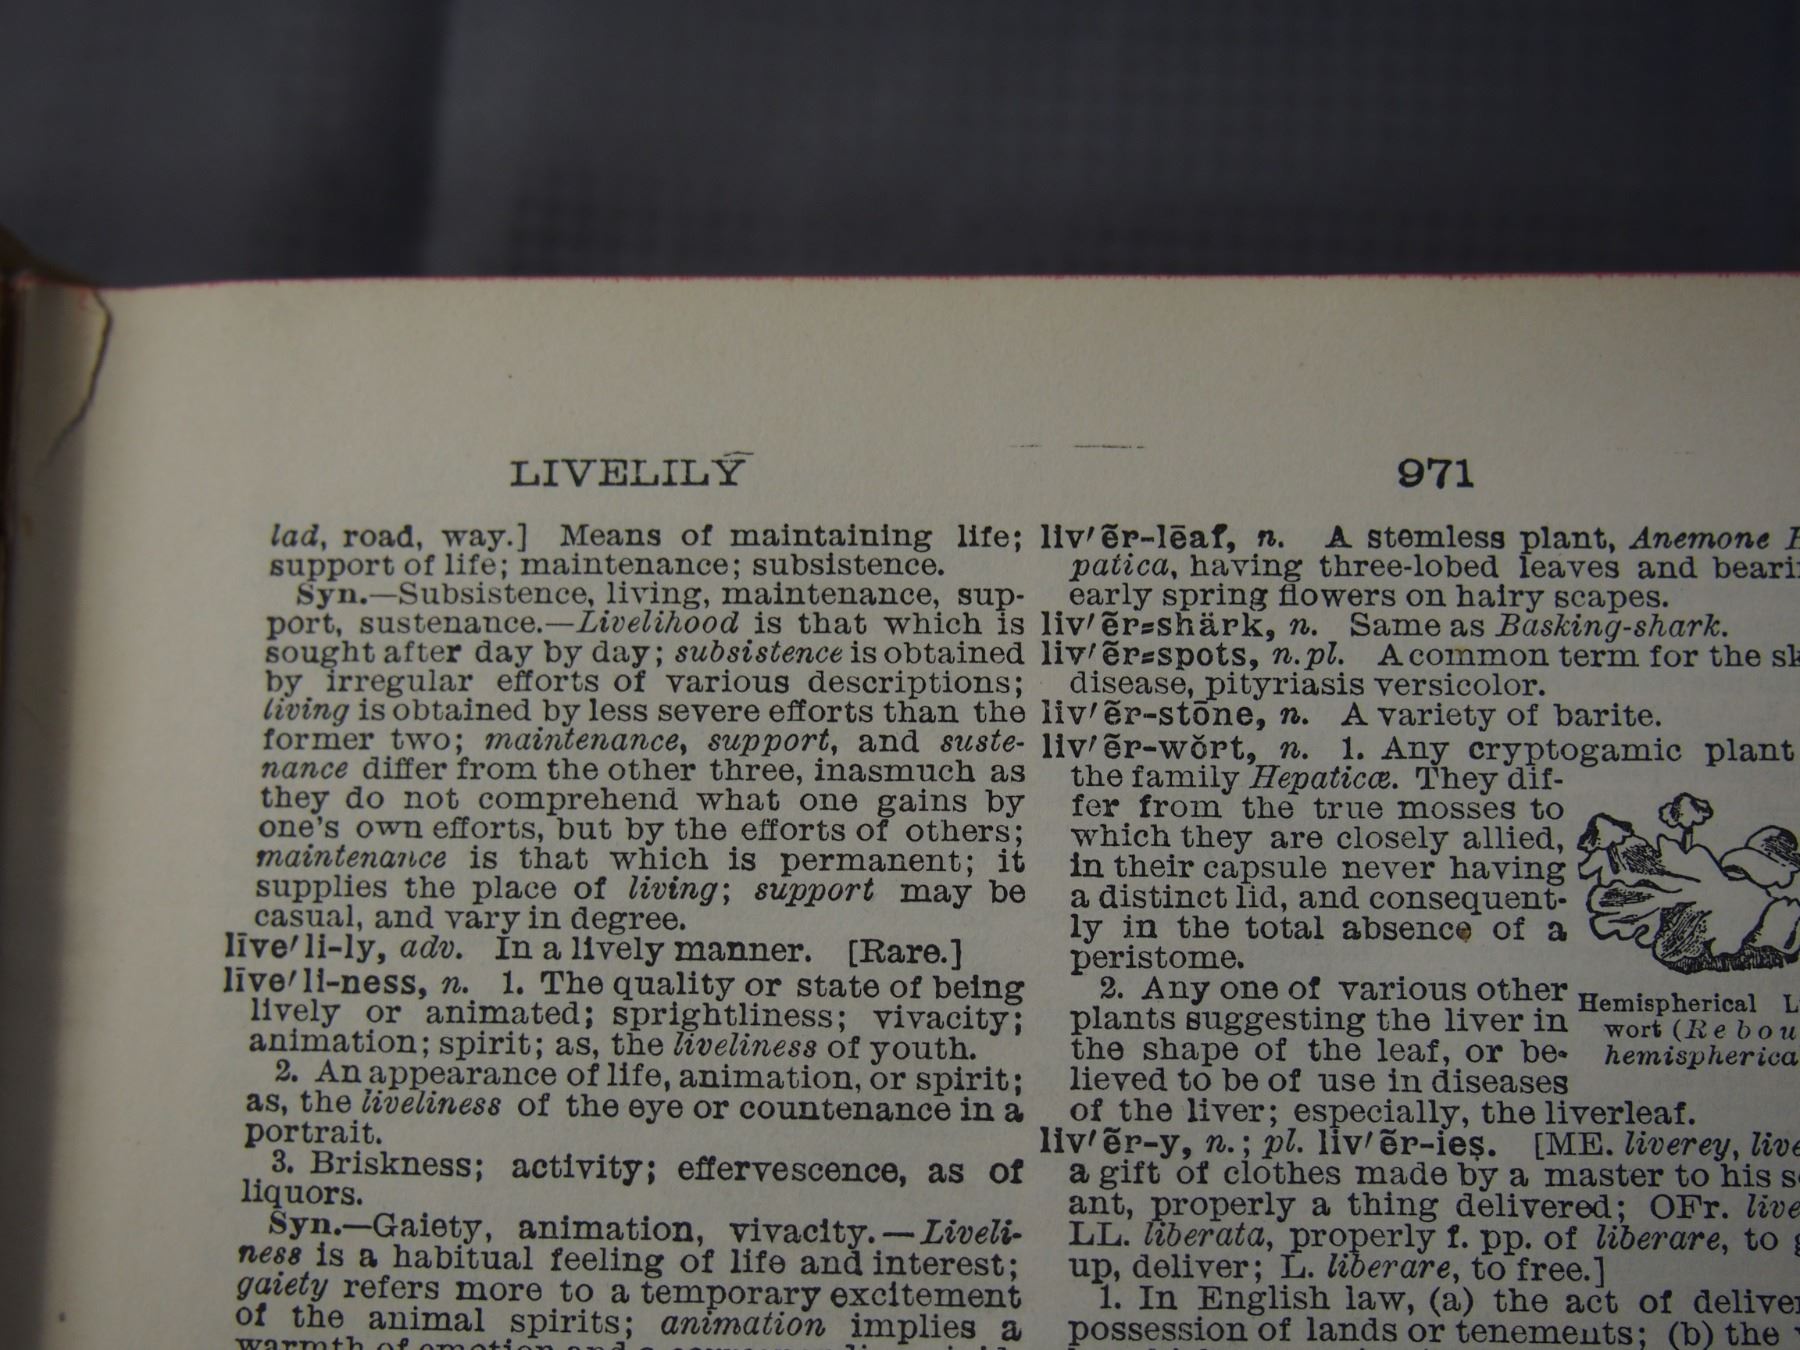 LIVELILY
971
lad, road, way.] Means of maintaining life;
support of life; maintenance; subsistence.
Syn.—Subsistence, living, maintenance, sup-
port, sustenance.—Livelihood is that which is
sought after day by day; subsistence is obtained
by irregular efforts of various descriptions;
living is obtained by less severe efforts than the
former two; maintenance, support, and suste-
nance differ from the other three, inasmuch as
they do not comprehend what one gains by
one's own efforts, but by the efforts of others;
maintenance is that which is permanent; it
supplies the place of living; support may be
casual, and vary in degree.
līve′li-ly, adv. In a lively manner. [Rare.]
līve′li-ness, n. 1. The quality or state of being
lively or animated; sprightliness; vivacity;
animation; spirit; as, the liveliness of youth.
2. An appearance of life, animation, or spirit;
as, the liveliness of the eye or countenance in a
portrait.
3. Briskness; activity; effervescence, as of
liquors.
Syn.—Gaiety, animation, vivacity.—Liveli-
ness is a habitual feeling of life and interest;
gaiety refers more to a temporary excitement
of the animal spirits; animation implies a
warmth of emotion and a
liv′ẽr-lēaf, n. A stemless plant, Anemone
patica, having three-lobed leaves and
early spring flowers on hairy scapes.
liv′ẽr=shärk, n. Same as Basking-shark.
liv′ẽr=spots, n.pl. A common term for the
disease, pityriasis versicolor.
liv′ẽr-stōne, n. A variety of barite.
liv′ẽr-wŏrt, n. 1. Any cryptogamic plant
the family Hepaticæ. They dif-
fer from the true mosses to
which they are closely allied,
in their capsule never having
a distinct lid, and consequent-
ly in the total absence of a
peristome.
2. Any one of various other
plants suggesting the liver in
the shape of the leaf, or be-
lieved to be of use in diseases
of the liver; especially, the liverleaf.
Hemispherical
wort (Rebou
hemispherica
liv′ẽr-y, n.; pl. liv′ẽr-ieș. [ME. liverey,
a gift of clothes made by a master to his
ant, properly a thing delivered; OFr.
LL. liberata, properly f. pp. of liberare, to
up, deliver; L. liberare, to free.]
1. In English law, (a) the act of
possession of lands or tenements; (b) the